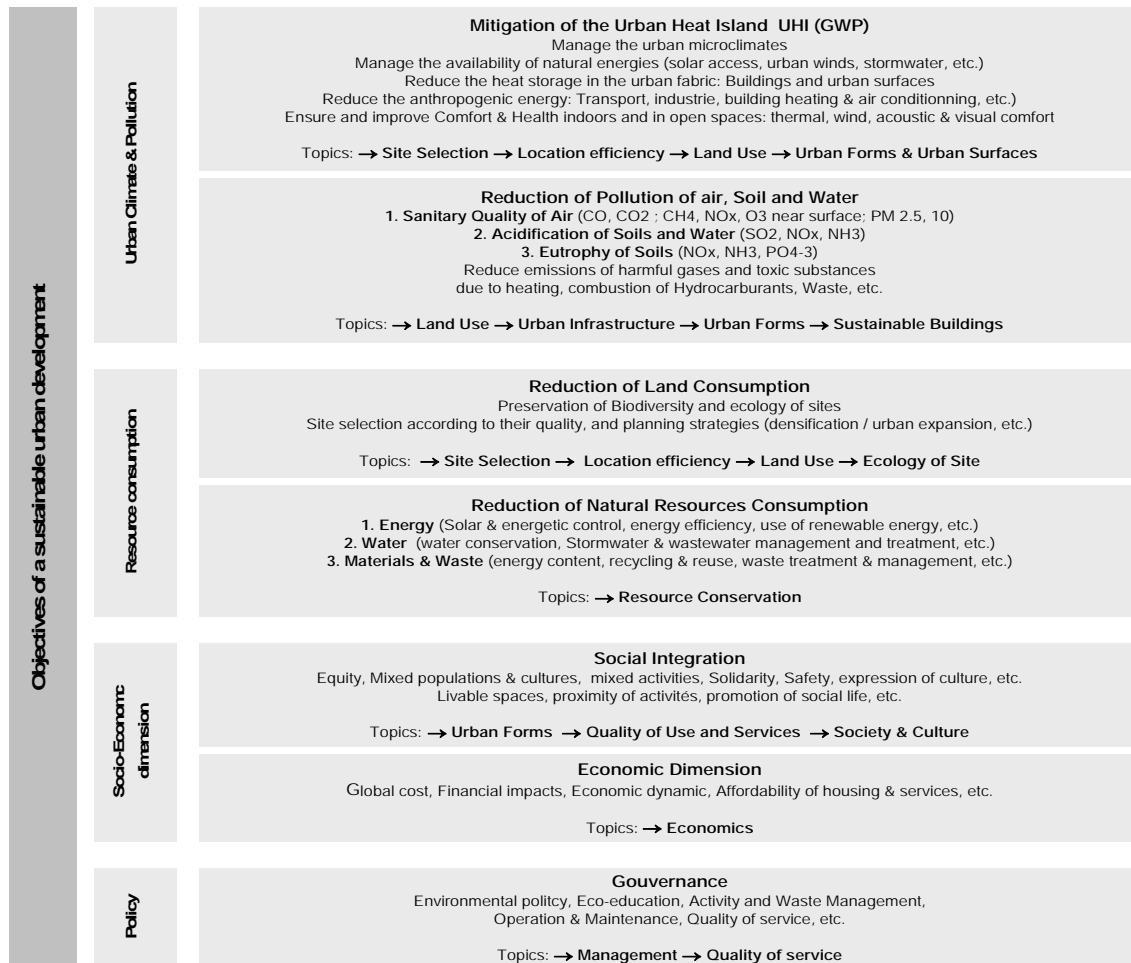 Objectives of a sustainable urban development
Urban Climate & Pollution
Mitigation of the Urban Heat Island UHI (GWP)
Manage the urban microclimates
Manage the availability of natural energies (solar access, urban winds, stormwater, etc.)
Reduce the heat storage in the urban fabric: Buildings and urban surfaces
Reduce the anthropogenic energy: Transport, industrie, building heating & air conditionning, etc.)
Ensure and improve Comfort & Health indoors and in open spaces: thermal, wind, acoustic & visual comfort
Topics: → Site Selection → Location efficiency → Land Use → Urban Forms & Urban Surfaces
Reduction of Pollution of air, Soil and Water
1. Sanitary Quality of Air (CO, CO2 ; CH4, NOx, O3 near surface; PM 2.5, 10)
2. Acidification of Soils and Water (SO2, NOx, NH3)
3. Eutrophy of Soils (NOx, NH3, PO4-3)
Reduce emissions of harmful gases and toxic substances
due to heating, combustion of Hydrocarburants, Waste, etc.
Topics: → Land Use → Urban Infrastructure → Urban Forms → Sustainable Buildings
Resource consumption
Reduction of Land Consumption
Preservation of Biodiversity and ecology of sites
Site selection according to their quality, and planning strategies (densification / urban expansion, etc.)
Topics: → Site Selection → Location efficiency → Land Use → Ecology of Site
Reduction of Natural Resources Consumption
1. Energy (Solar & energetic control, energy efficiency, use of renewable energy, etc.)
2. Water (water conservation, Stormwater & wastewater management and treatment, etc.)
3. Materials & Waste (energy content, recycling & reuse, waste treatment & management, etc.)
Topics: → Resource Conservation
Socio-Economic
dimension
Social Integration
Equity, Mixed populations & cultures, mixed activities, Solidarity, Safety, expression of culture, etc.
Livable spaces, proximity of activités, promotion of social life, etc.
Topics: → Urban Forms → Quality of Use and Services → Society & Culture
Economic Dimension
Global cost, Financial impacts, Economic dynamic, Affordability of housing & services, etc.
Topics: → Economics
Policy
Gouvernance
Environmental politcy, Eco-education, Activity and Waste Management,
Operation & Maintenance, Quality of service, etc.
Topics: → Management → Quality of service